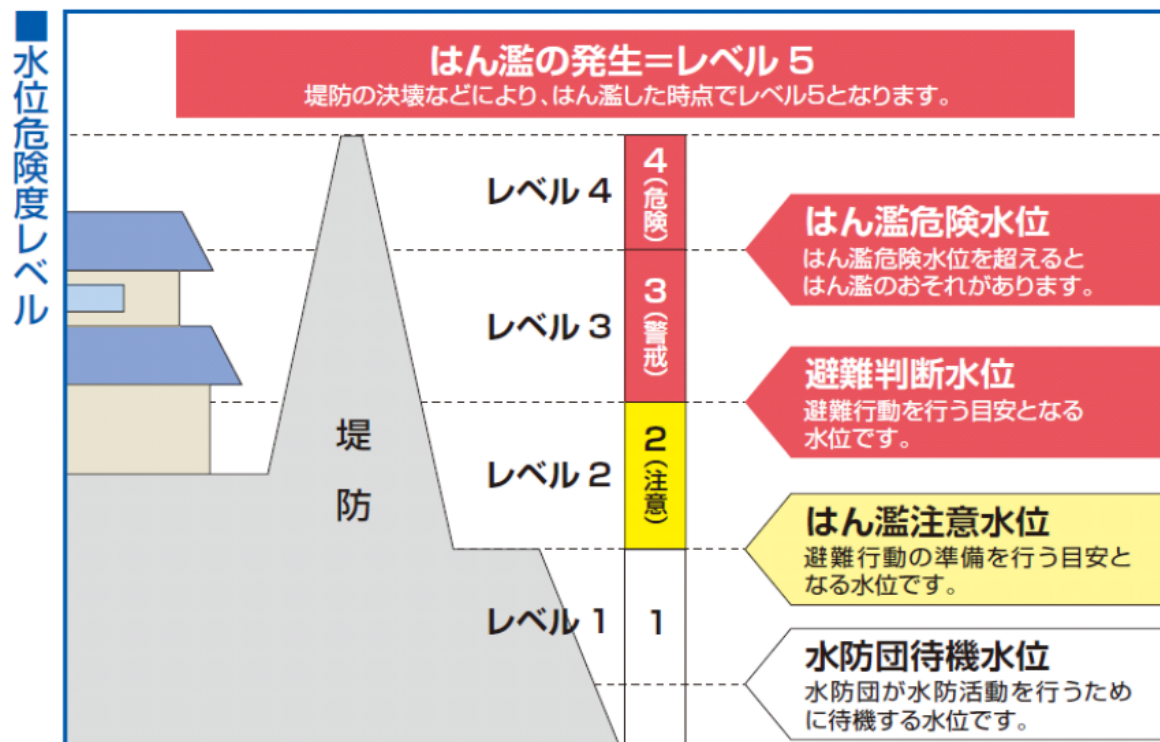 ■水位危険度レベル
はん濫の発生＝レベル 5
堤防の決壊などにより、はん濫した時点でレベル5となります。
レベル 4
4（危険）
はん濫危険水位
はん濫危険水位を超えると
はん濫のおそれがあります。
レベル 3
3（警戒）
避難判断水位
避難行動を行う目安となる
水位です。
堤防
レベル 2
2（注意）
はん濫注意水位
避難行動の準備を行う目安と
なる水位です。
レベル 1
1
水防団待機水位
水防団が水防活動を行うため
に待機する水位です。